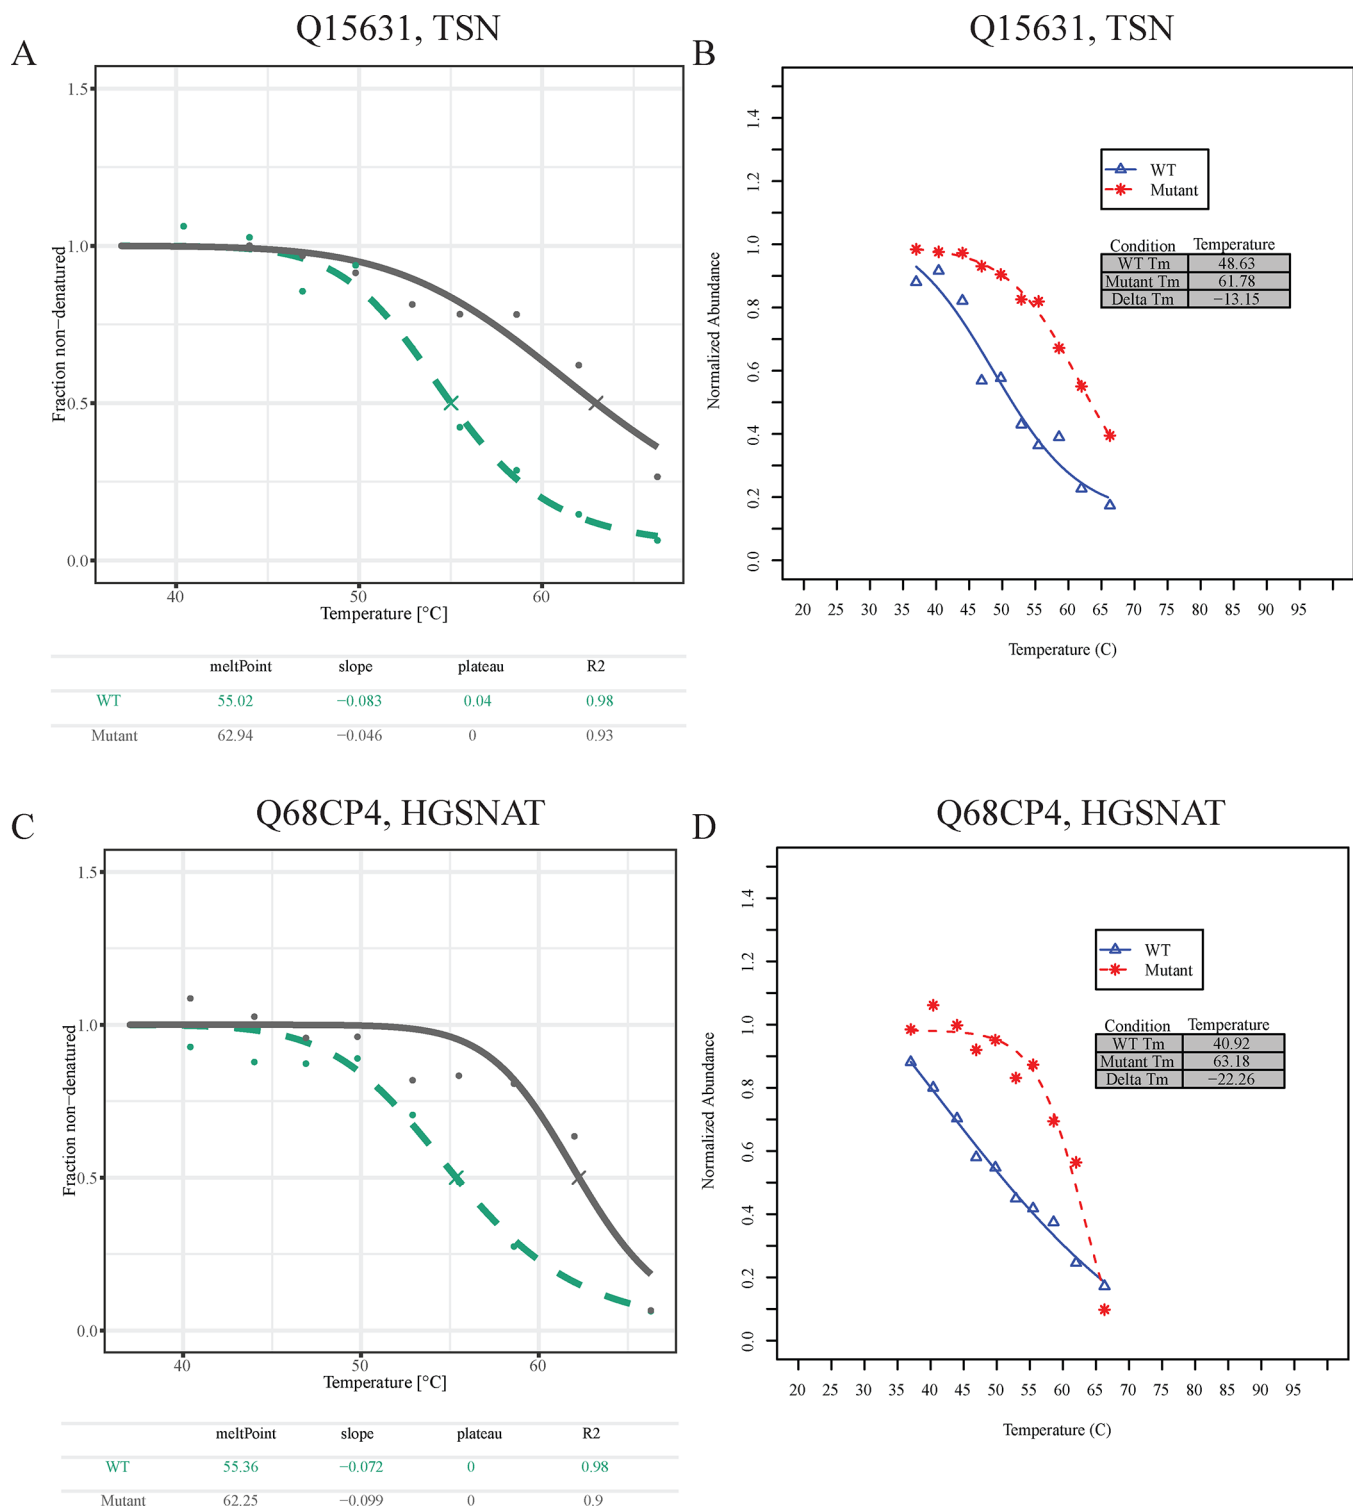 A
Q15631, TSN
1.5
1.0
0.5
0.0
Fraction non−denatured
40 50 60
Temperature [°C]
meltPoint slope plateau R2
WT 55.02 −0.083 0.04 0.98
Mutant 62.94 −0.046 0 0.93
B
Q15631, TSN
1.4
1.2
1.0
0.8
0.6
0.4
0.2
0.0
Normalized Abundance
WT
Mutant
Condition Temperature
WT Tm 48.63
Mutant Tm 61.78
Delta Tm −13.15
20 25 30 35 40 45 50 55 60 65 70 75 80 85 90 95
Temperature (C)
C
Q68CP4, HGSNAT
1.5
1.0
0.5
0.0
Fraction non−denatured
40 50 60
Temperature [°C]
meltPoint slope plateau R2
WT 55.36 −0.072 0 0.98
Mutant 62.25 −0.099 0 0.9
D
Q68CP4, HGSNAT
1.4
1.2
1.0
0.8
0.6
0.4
0.2
0.0
Normalized Abundance
WT
Mutant
Condition Temperature
WT Tm 40.92
Mutant Tm 63.18
Delta Tm −22.26
20 25 30 35 40 45 50 55 60 65 70 75 80 85 90 95
Temperature (C)